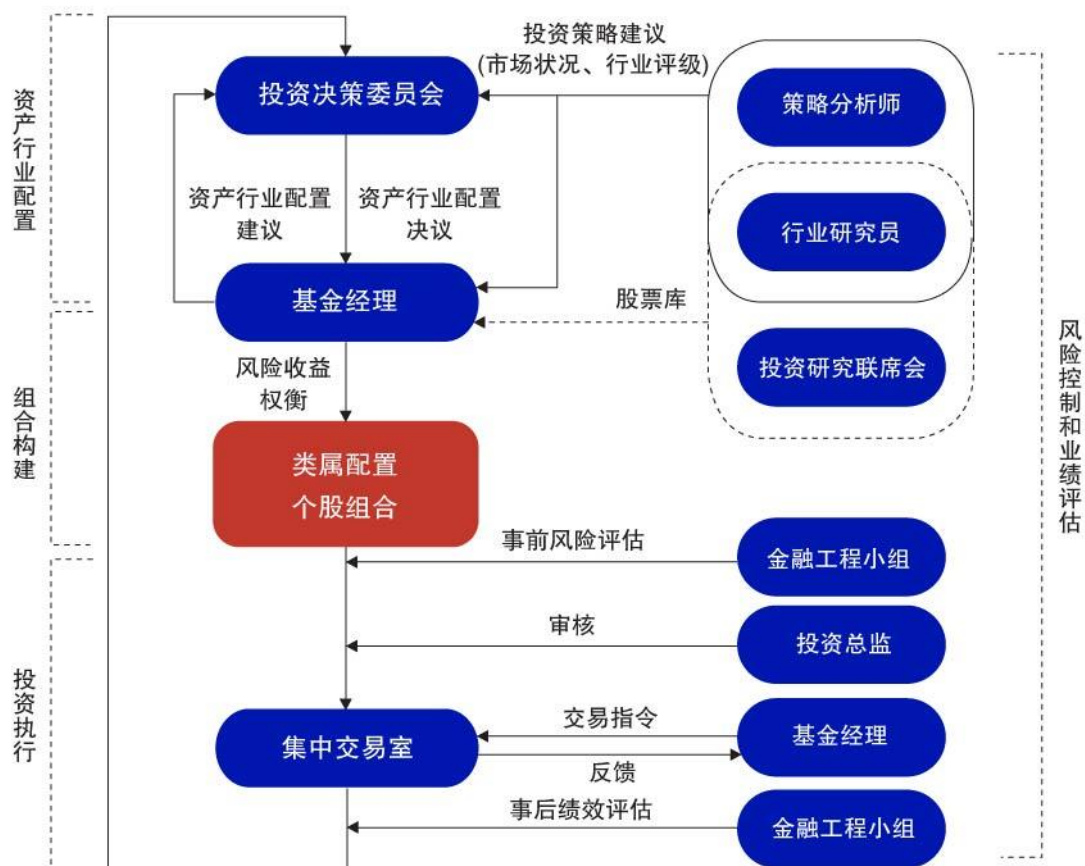 投资策略建议
(市场状况、行业评级)
投资决策委员会
策略分析师
资产行业配置
资产行业配置
建议
资产行业配置
决议
行业研究员
基金经理
股票库
风险收益
权衡
投资研究联席会
组合构建
类属配置
个股组合
风险控制和业绩评估
事前风险评估
金融工程小组
审核
投资总监
投资执行
集中交易室
交易指令
反馈
基金经理
事后绩效评估
金融工程小组